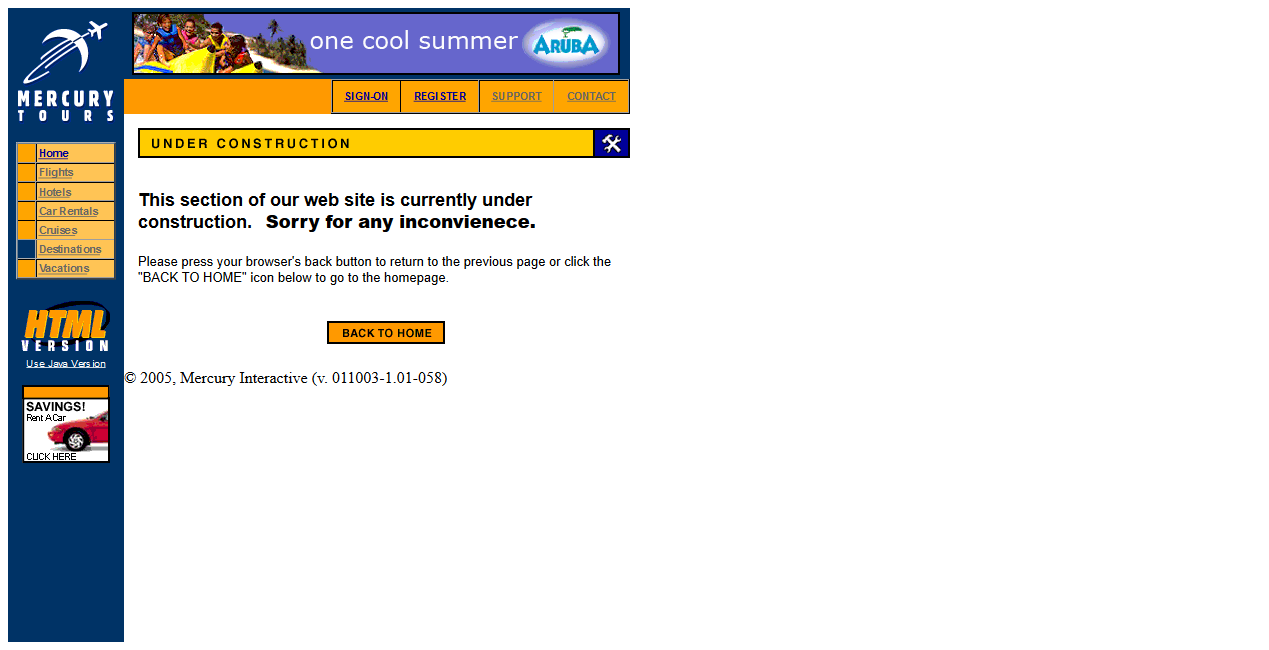 one cool summer ARUBA
MERCURY
TOURS
SIGN-ON REGISTER SUPPORT CONTACT
Home
Flights
Hotels
Car Rentals
Cruises
Destinations
Vacations
HTML
VERSION
Use Java Version
SAVINGS!
Rent A Car
CLICK HERE
UNDER CONSTRUCTION
This section of our web site is currently under
construction. Sorry for any inconvienece.
Please press your browser's back button to return to the previous page or click the
"BACK TO HOME" icon below to go to the homepage.
BACK TO HOME
© 2005, Mercury Interactive (v. 011003-1.01-058)